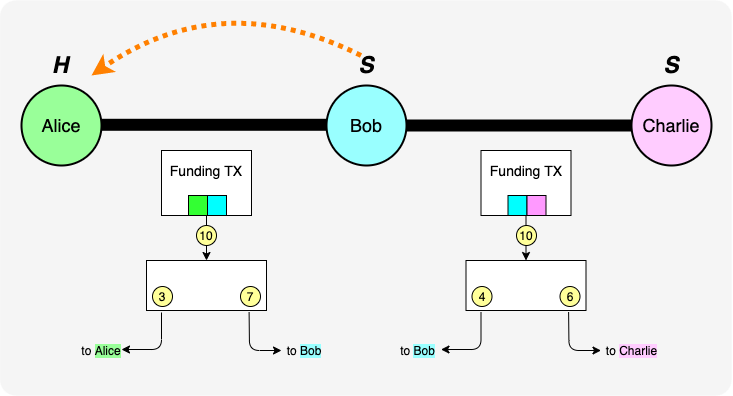 H
S
S
Alice
Bob
Charlie
Funding TX
Funding TX
10
10
3
7
4
6
to Alice
to Bob
to Bob
to Charlie